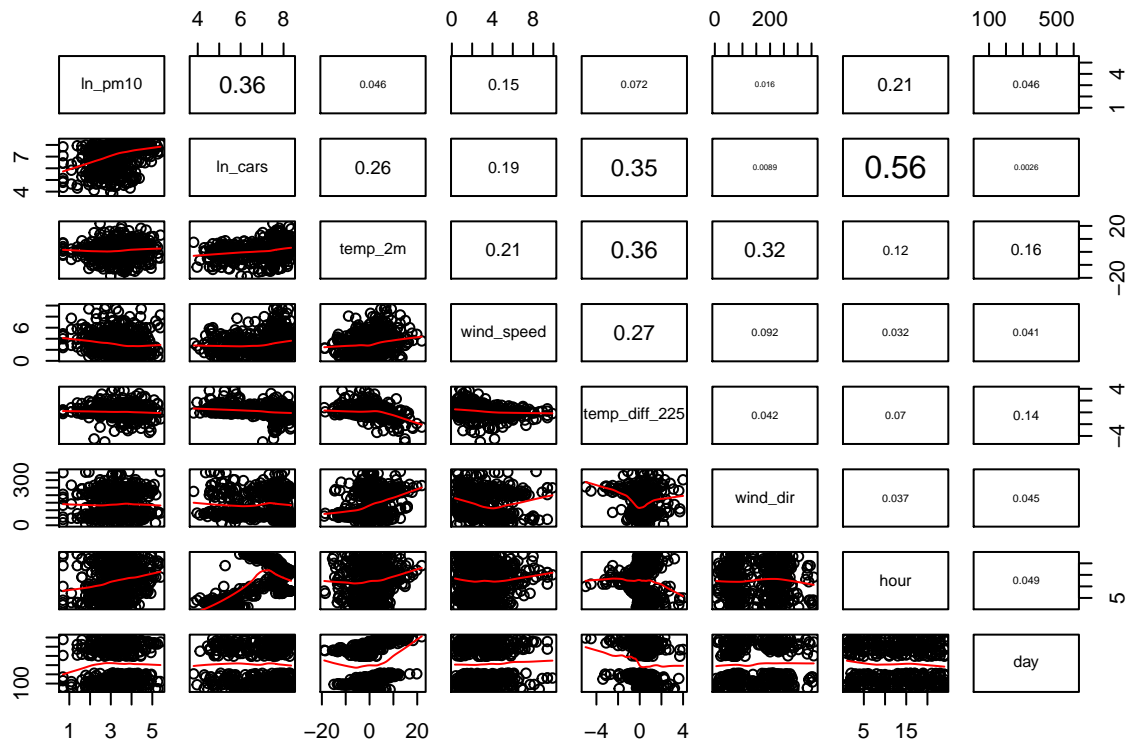 4 6 8 0 4 8 0 200 100 500
ln_pm10 0.36 0.046 0.15 0.072 0.016 0.21 0.046 1 4
4 7 ln_cars 0.26 0.19 0.35 0.0089 0.56 0.0026
temp_2m 0.21 0.36 0.32 0.12 0.16 −20 20
0 6 wind_speed 0.27 0.092 0.032 0.041
temp_diff_225 0.042 0.07 0.14 −4 4
0 300 wind_dir 0.037 0.045
hour 0.049 5
100 day
1 3 5 −20 0 20 −4 0 4 5 15